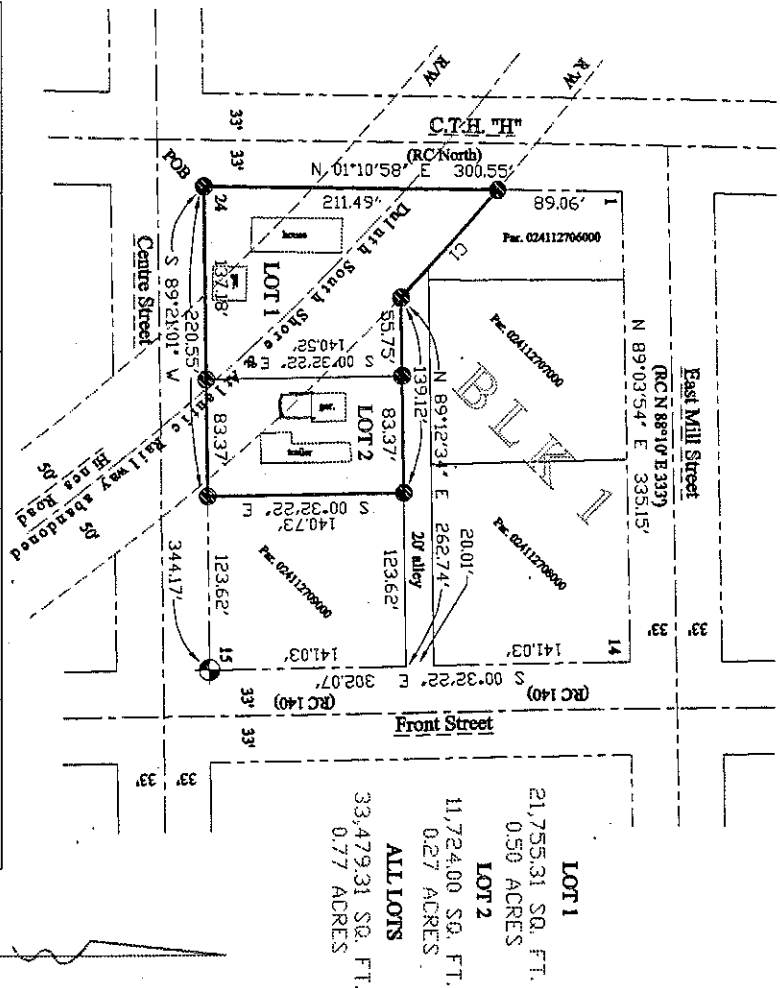 R/W
R/W
C.T.H. "H"
(RC North)
N 01°10'58" E 300.55'
211.49'
89.06'
33'
33'
POB
24
1
Par. 024112706000
C1
house
gar.
LOT 1
137.18'
Duluth South Shore & Atlantic Railway abandoned
Hines Road
50'
50'
Centre Street
S 89°21'01" W
220.55'
55.75'
139.12'
S 00°32'22" E
140.52'
83.37'
83.37'
LOT 2
gar.
trailer
S 00°32'22" E
140.73'
N 89°12'34" E 262.74'
20' alley
20.01'
123.62'
123.62'
344.17'
Par. 024112707000
BLK 1
Par. 024112708000
Par. 024112709000
N 89°03'54" E 335.15'
(RC N 88°10' E 333')
East Mill Street
33'
33'
14
15
141.03'
141.03'
S 00°32'22" E 302.07'
(RC 140)
(RC 140)
Front Street
33'
33'
33'
33'
LOT 1
21,755.31 SQ. FT.
0.50 ACRES
LOT 2
11,724.00 SQ. FT.
0.27 ACRES
ALL LOTS
33,479.31 SQ. FT.
0.77 ACRES